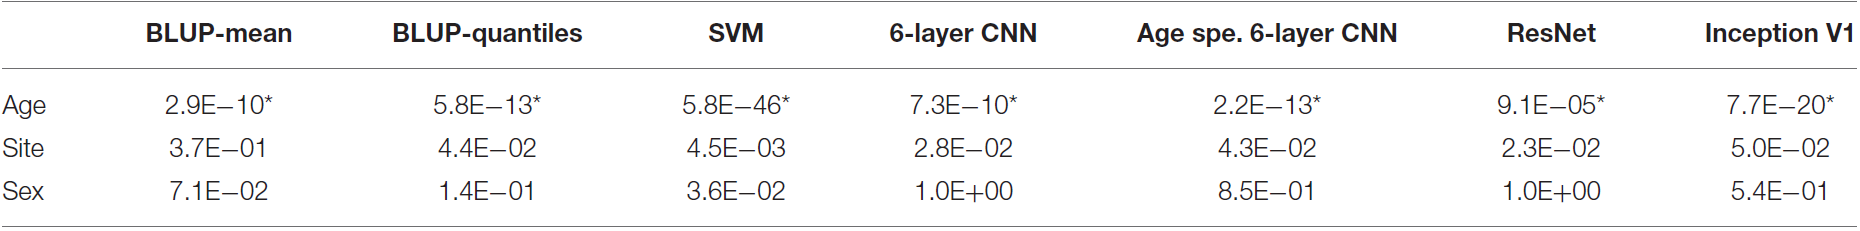 BLUP-mean BLUP-quantiles SVM 6-layer CNN Age spe. 6-layer CNN ResNet Inception V1
Age 2.9E−10* 5.8E−13* 5.8E−46* 7.3E−10* 2.2E−13* 9.1E−05* 7.7E−20*
Site 3.7E−01 4.4E−02 4.5E−03 2.8E−02 4.3E−02 2.3E−02 5.0E−02
Sex 7.1E−02 1.4E−01 3.6E−02 1.0E+00 8.5E−01 1.0E+00 5.4E−01